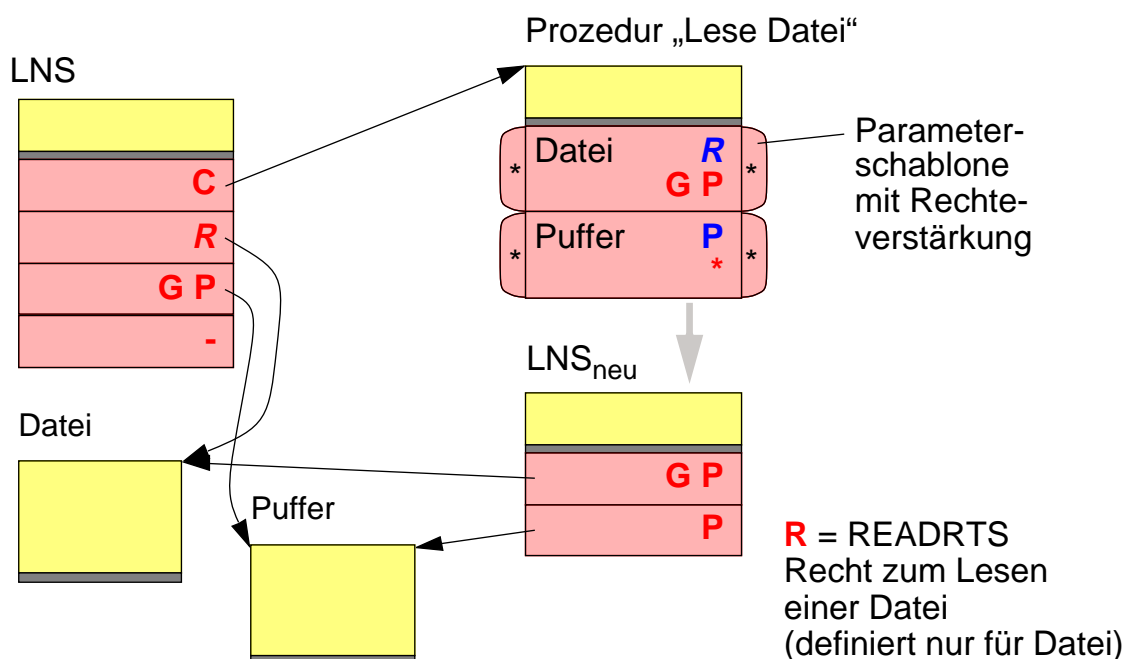 Prozedur „Lese Datei“
LNS
C
R
G P
-
Datei R
G P
Puffer P
*
* *
* *
Parameter-
schablone
mit Rechte-
verstärkung
LNSneu
G P
P
Datei
Puffer
R = READRTS
Recht zum Lesen
einer Datei
(definiert nur für Datei)